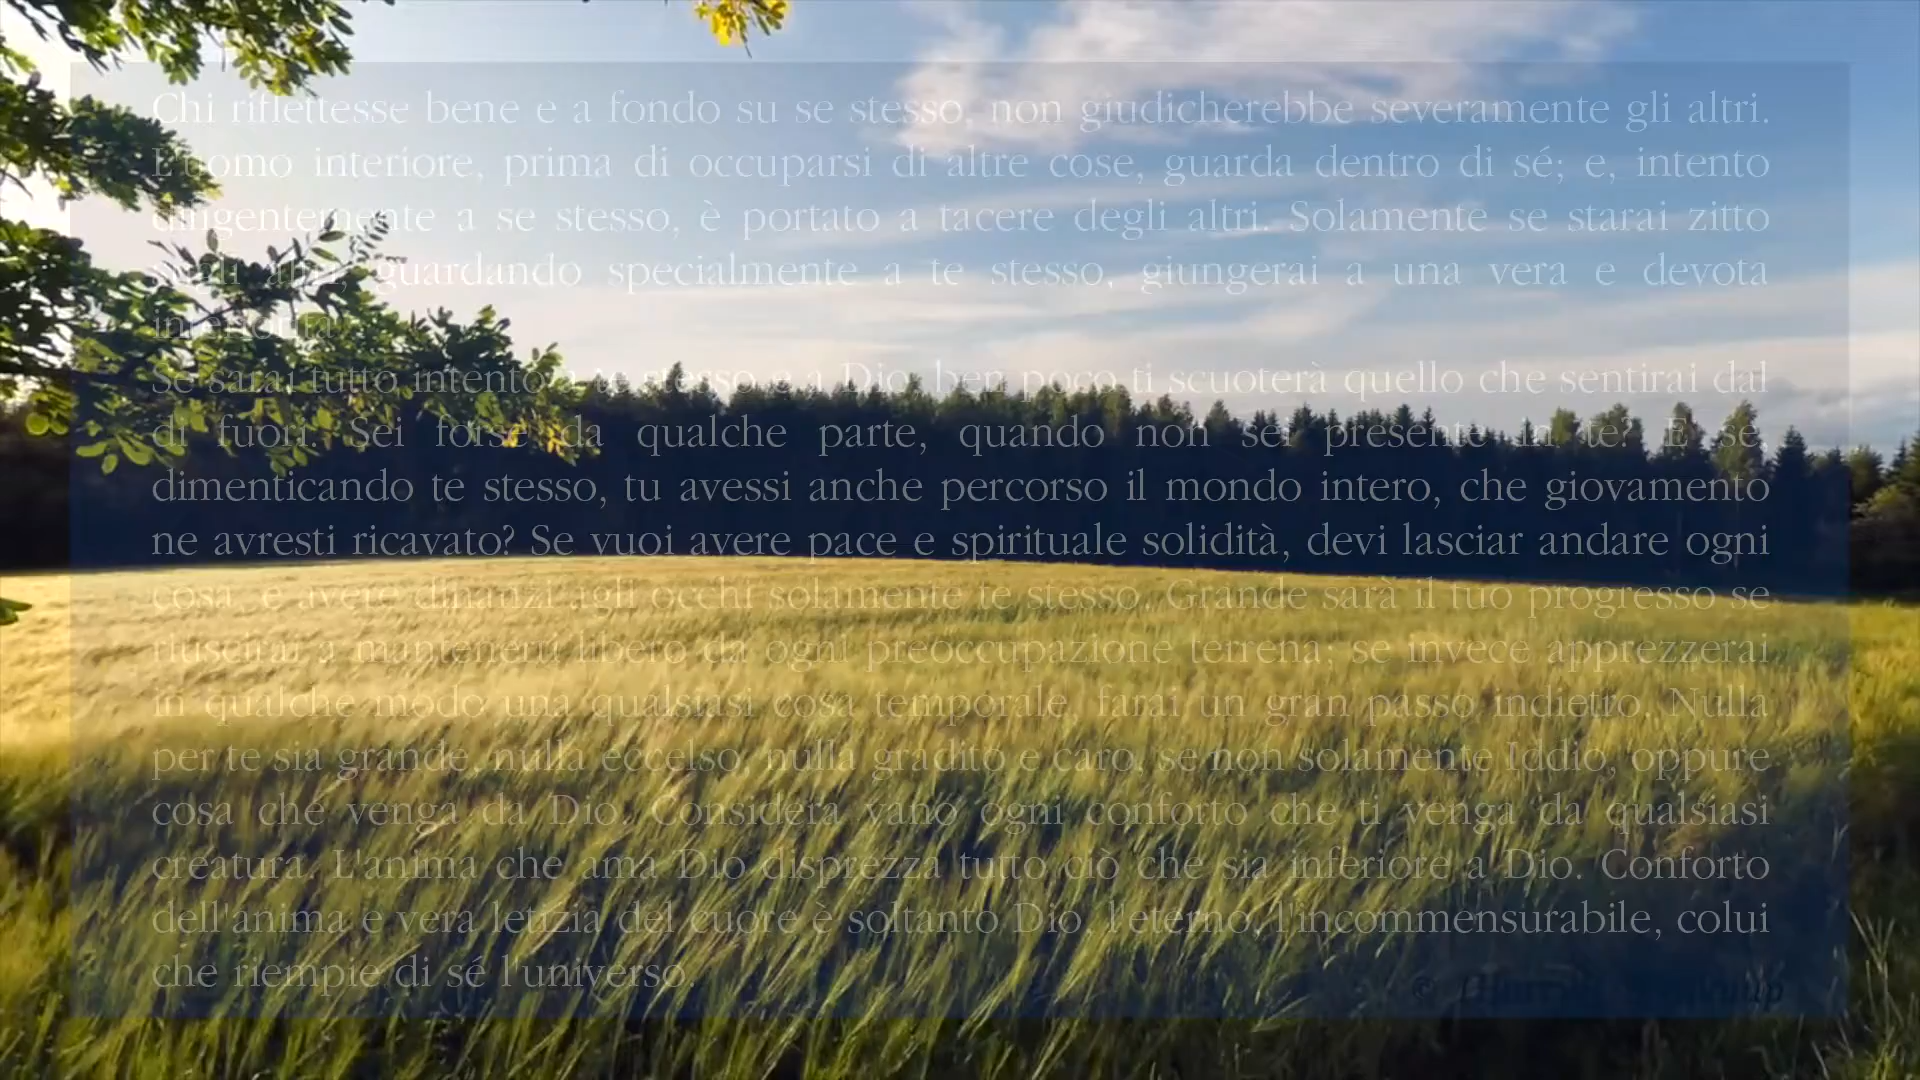 Chi riflettesse bene e a fondo su se stesso, non giudicherebbe severamente gli altri.
L'uomo interiore, prima di occuparsi di altre cose, guarda dentro di sé; e, intento
diligentemente a se stesso, è portato a tacere degli altri. Solamente se starai zitto
sugli altri, guardando specialmente a te stesso, giungerai a una vera e devota
interiorità.
Se sarai tutto intento a te stesso e a Dio, ben poco ti scuoterà quello che sentirai dal
di fuori. Sei forse da qualche parte, quando non sei presente a te? E se,
dimenticando te stesso, tu avessi anche percorso il mondo intero, che giovamento
ne avresti ricavato? Se vuoi avere pace e spirituale solidità, devi lasciar andare ogni
cosa, e avere dinanzi agli occhi solamente te stesso. Grande sarà il tuo progresso se
riuscirai a mantenerti libero da ogni preoccupazione terrena; se invece apprezzerai
in qualche modo una qualsiasi cosa temporale, farai un gran passo indietro. Nulla
per te sia grande, nulla eccelso, nulla gradito e caro, se non solamente Iddio, oppure
cosa che venga da Dio. Considera vano ogni conforto che ti venga da qualsiasi
creatura. L'anima che ama Dio disprezza tutto ciò che sia inferiore a Dio. Conforto
dell'anima e vera letizia del cuore è soltanto Dio, l'eterno, l'incommensurabile, colui
che riempie di sé l'universo.